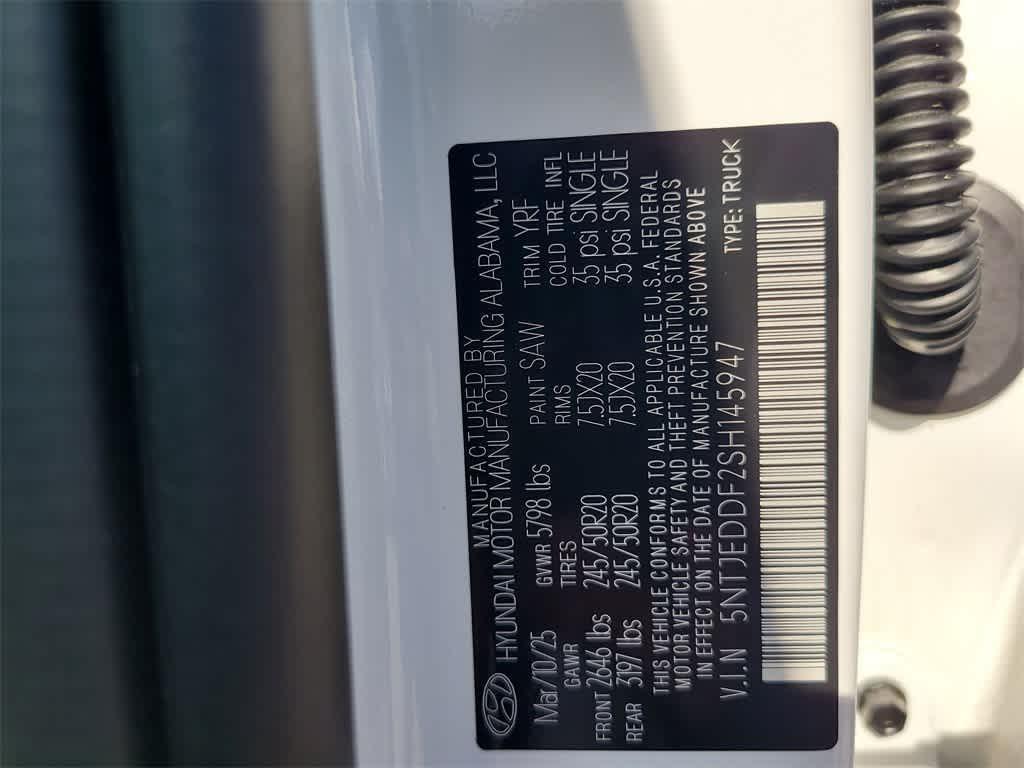 MANUFACTURED BY
HYUNDAI MOTOR MANUFACTURING ALABAMA, LLC
Mar/10/25 GVWR 5798 lbs PAINT SAW TRIM YRF
GAWR TIRES RIMS COLD TIRE INFL
FRONT 2646 lbs 245/50R20 7.5JX20 35 psi SINGLE
REAR 3197 lbs 245/50R20 7.5JX20 35 psi SINGLE
THIS VEHICLE CONFORMS TO ALL APPLICABLE U.S.A. FEDERAL
MOTOR VEHICLE SAFETY AND THEFT PREVENTION STANDARDS
IN EFFECT ON THE DATE OF MANUFACTURE SHOWN ABOVE
V.I.N 5NTJEDDF2SH145947 TYPE: TRUCK